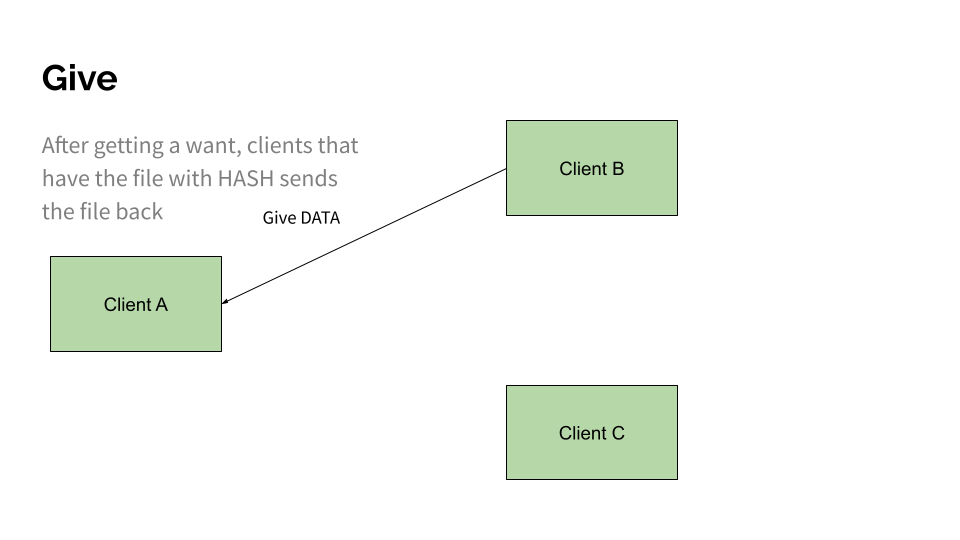 Give
After getting a want, clients that
have the file with HASH sends
the file back
Give DATA
Client B
Client A
Client C